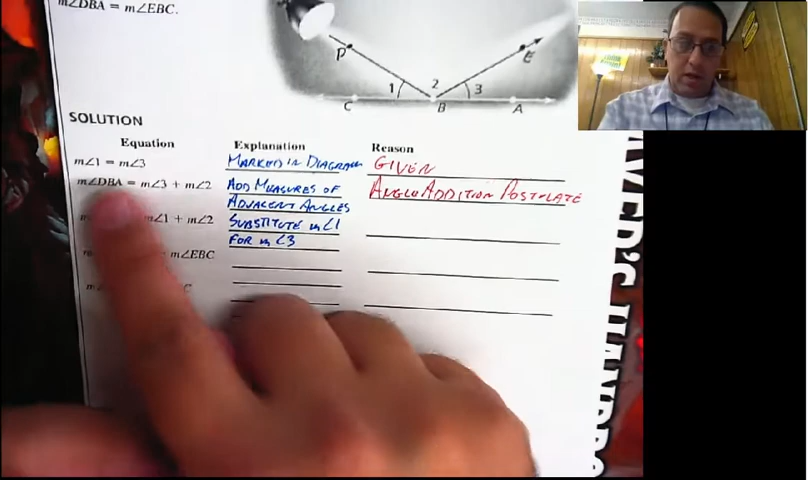 m∠DBA = m∠EBC.
P
E
1
2
3
C
B
A
SOLUTION
Equation Explanation Reason
m∠1 = m∠3 MARKED IN DIAGRAM GIVEN
m∠DBA = m∠3 + m∠2 ADD MEASURES OF ANGLE ADDITION POSTULATE
ADJACENT ANGLES
m∠1 + m∠2 SUBSTITUTE m∠1
FOR m∠3
m∠EBC